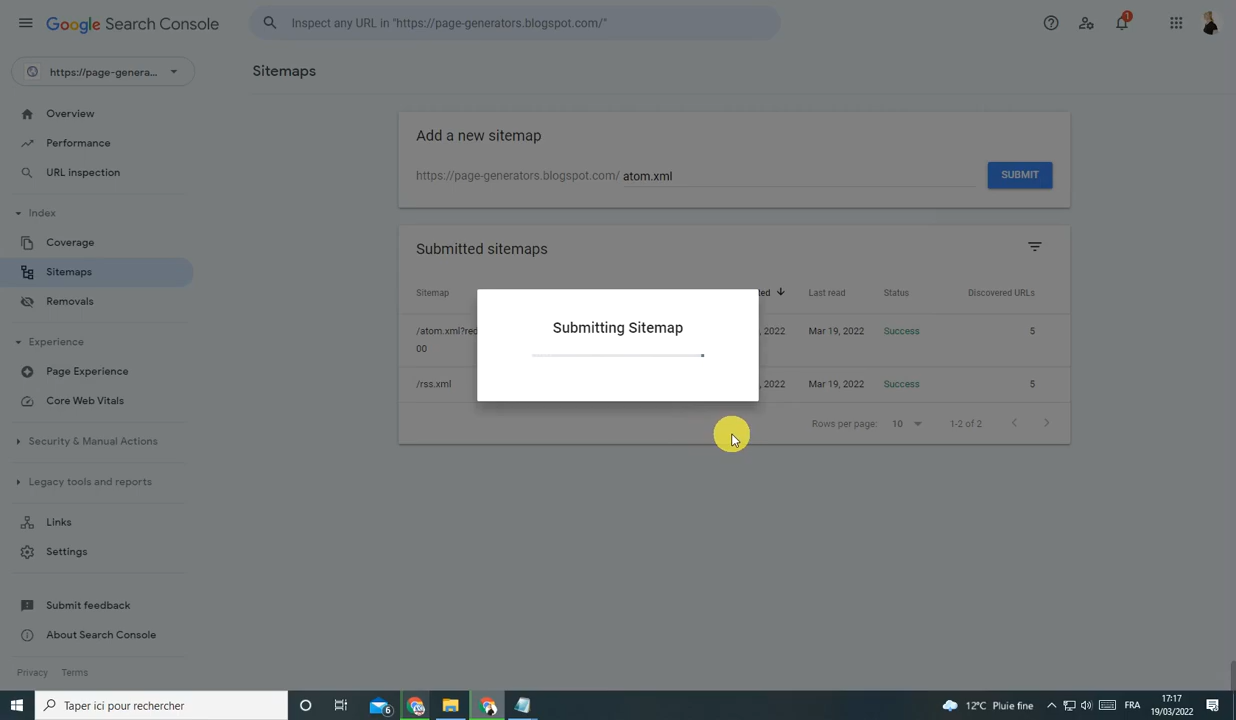 Google Search Console
Inspect any URL in "https://page-generators.blogspot.com/"
1
https://page-genera...
Sitemaps
Overview
Performance
URL inspection
Index
Coverage
Sitemaps
Removals
Experience
Page Experience
Core Web Vitals
Security & Manual Actions
Legacy tools and reports
Links
Settings
Submit feedback
About Search Console
Privacy Terms
Add a new sitemap
https://page-generators.blogspot.com/ atom.xml
SUBMIT
Submitted sitemaps
Sitemap Last read Status Discovered URLs
/atom.xml?red , 2022 Mar 19, 2022 Success 5
00
/rss.xml , 2022 Mar 19, 2022 Success 5
Rows per page: 10 1-2 of 2
Submitting Sitemap
Taper ici pour rechercher
6
12°C Pluie fine
FRA
17:17
19/03/2022